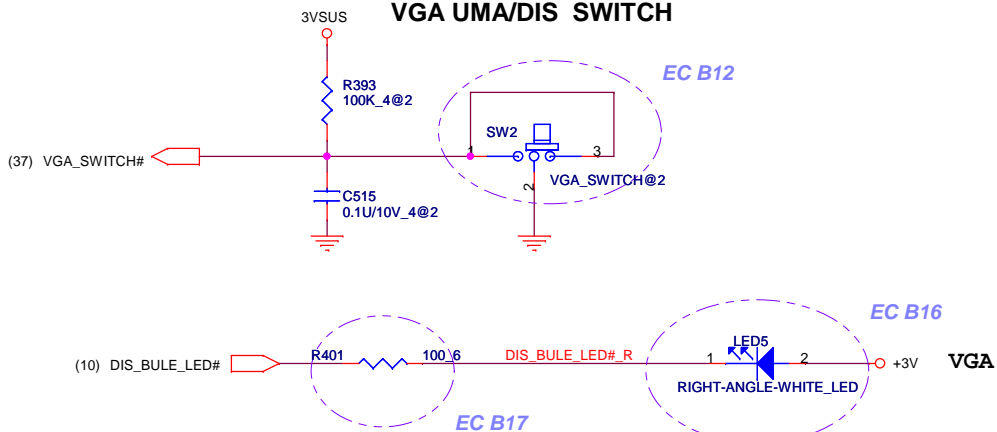 VGA UMA/DIS SWITCH
3VSUS
R393
100K_4@2
EC B12
SW2
1
3
(37) VGA_SWITCH#
VGA_SWITCH@2
2
C515
0.1U/10V_4@2
EC B16
LED5
R401
100_6
DIS_BULE_LED#_R
1
2
(10) DIS_BULE_LED#
+3V
VGA
RIGHT-ANGLE-WHITE_LED
EC B17